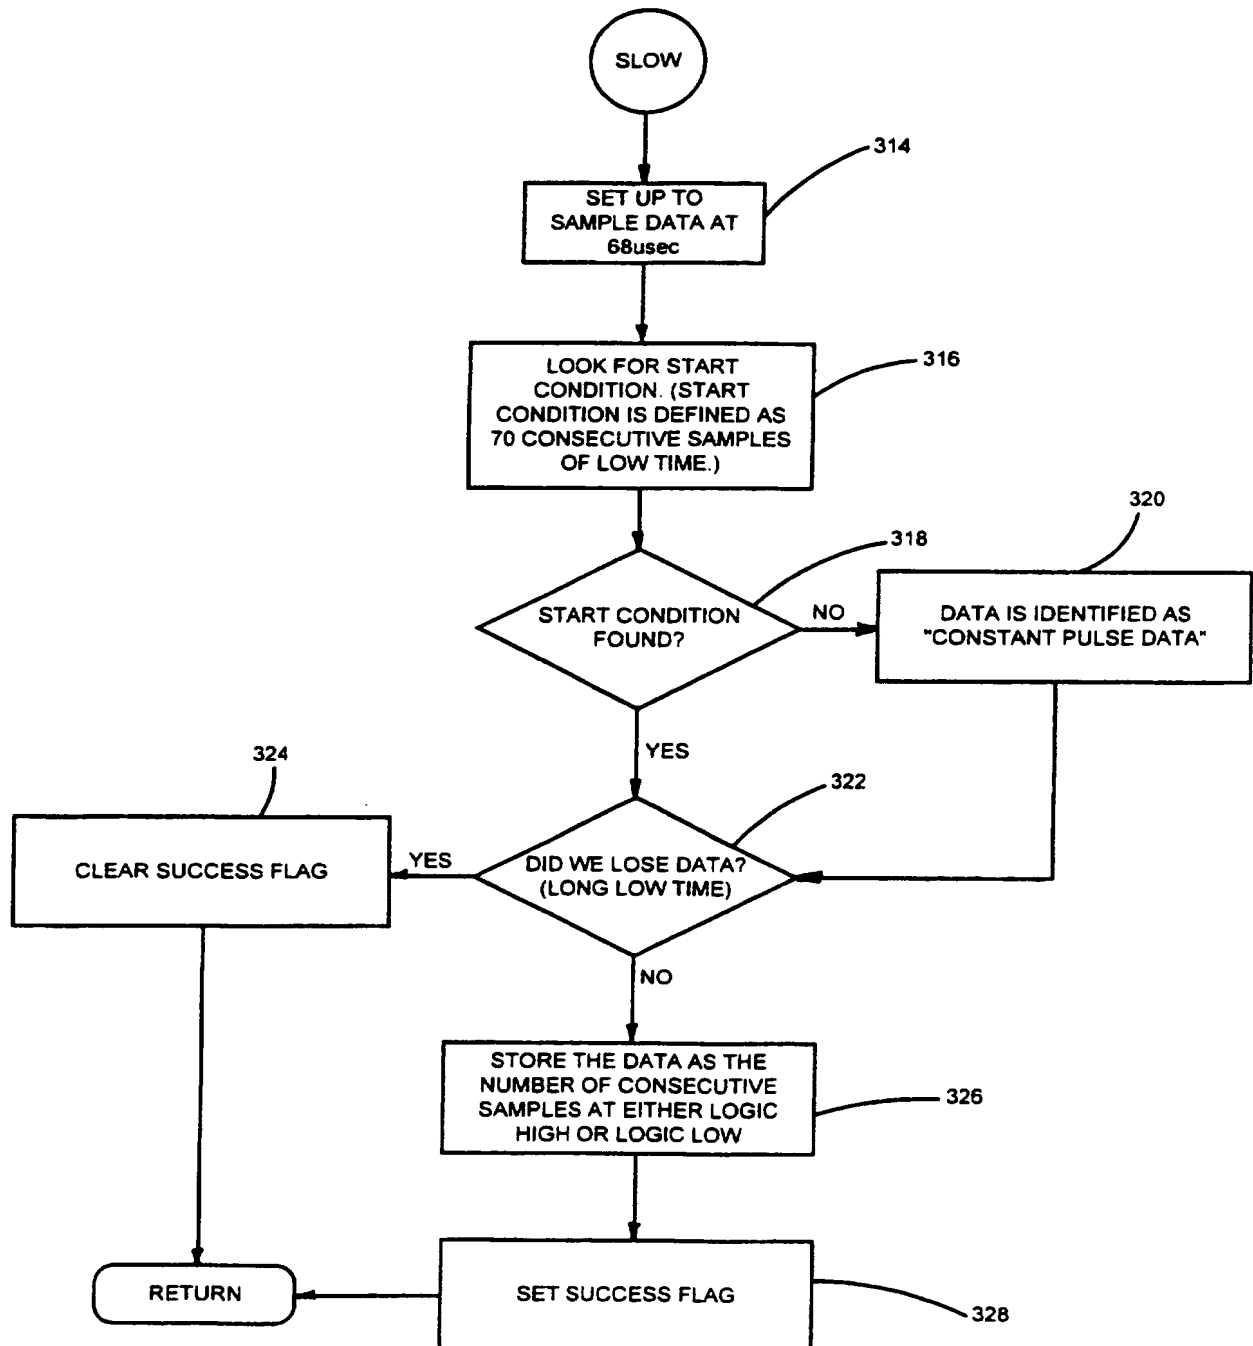 SLOW
314
SET UP TO
SAMPLE DATA AT
68usec
316
LOOK FOR START
CONDITION. (START
CONDITION IS DEFINED AS
70 CONSECUTIVE SAMPLES
OF LOW TIME.)
318
320
START CONDITION
FOUND?
NO
DATA IS IDENTIFIED AS
"CONSTANT PULSE DATA"
YES
324
322
CLEAR SUCCESS FLAG
YES
DID WE LOSE DATA?
(LONG LOW TIME)
NO
STORE THE DATA AS THE
NUMBER OF CONSECUTIVE
SAMPLES AT EITHER LOGIC
HIGH OR LOGIC LOW
326
RETURN
SET SUCCESS FLAG
328